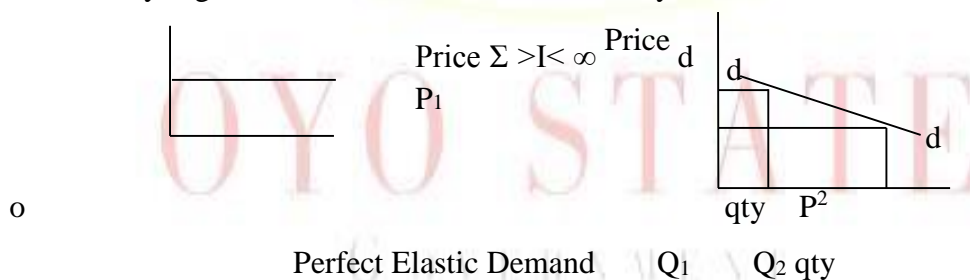 Price Σ >I< ∞ Price d
d
P1
OYO STATE
d
o
qty P2
Perfect Elastic Demand Q1 Q2 qty